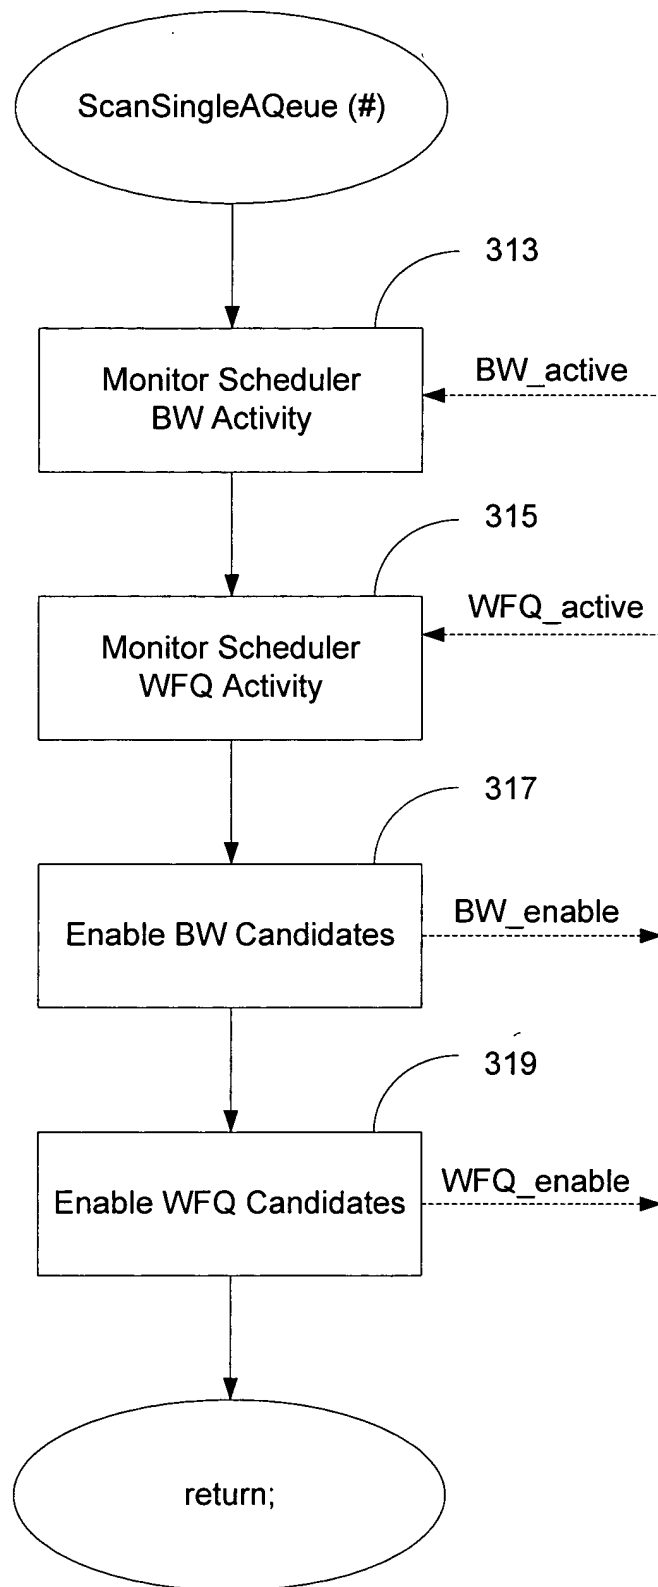 ScanSingleAQeue (#)
313
Monitor Scheduler
BW Activity
BW_active
315
Monitor Scheduler
WFQ Activity
WFQ_active
317
Enable BW Candidates
BW_enable
319
Enable WFQ Candidates
WFQ_enable
return;